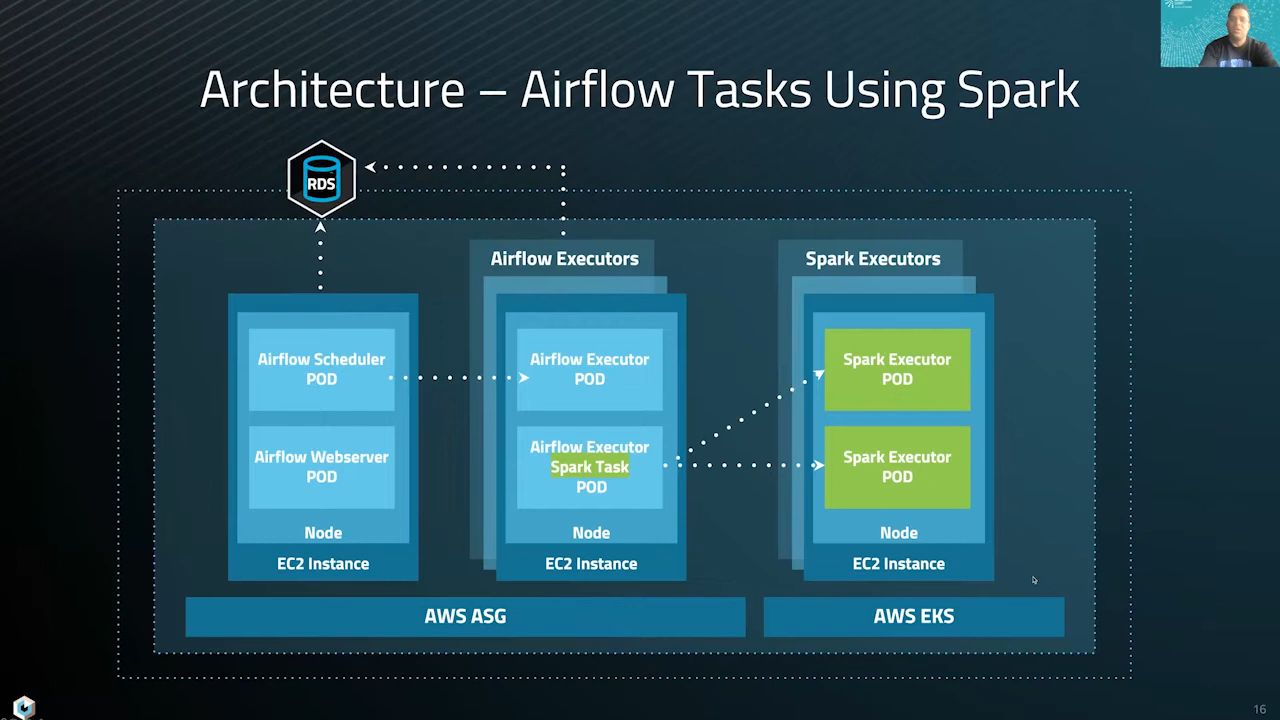 Architecture – Airflow Tasks Using Spark
RDS
Airflow Executors
Spark Executors
Airflow Scheduler
POD
Airflow Webserver
POD
Node
EC2 Instance
Airflow Executor
POD
Airflow Executor
Spark Task
POD
Node
EC2 Instance
Spark Executor
POD
Spark Executor
POD
Node
EC2 Instance
AWS ASG
AWS EKS
16